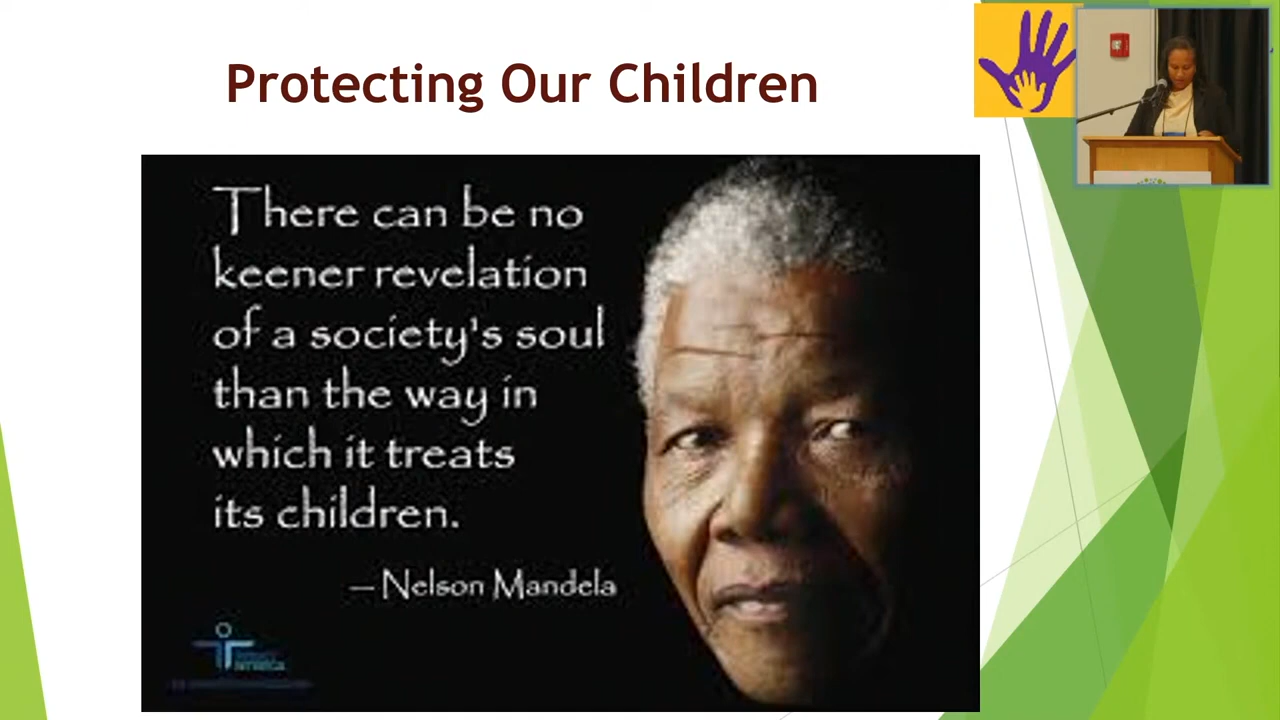 Protecting Our Children
There can be no
keener revelation
of a society's soul
than the way in
which it treats
its children.
—Nelson Mandela